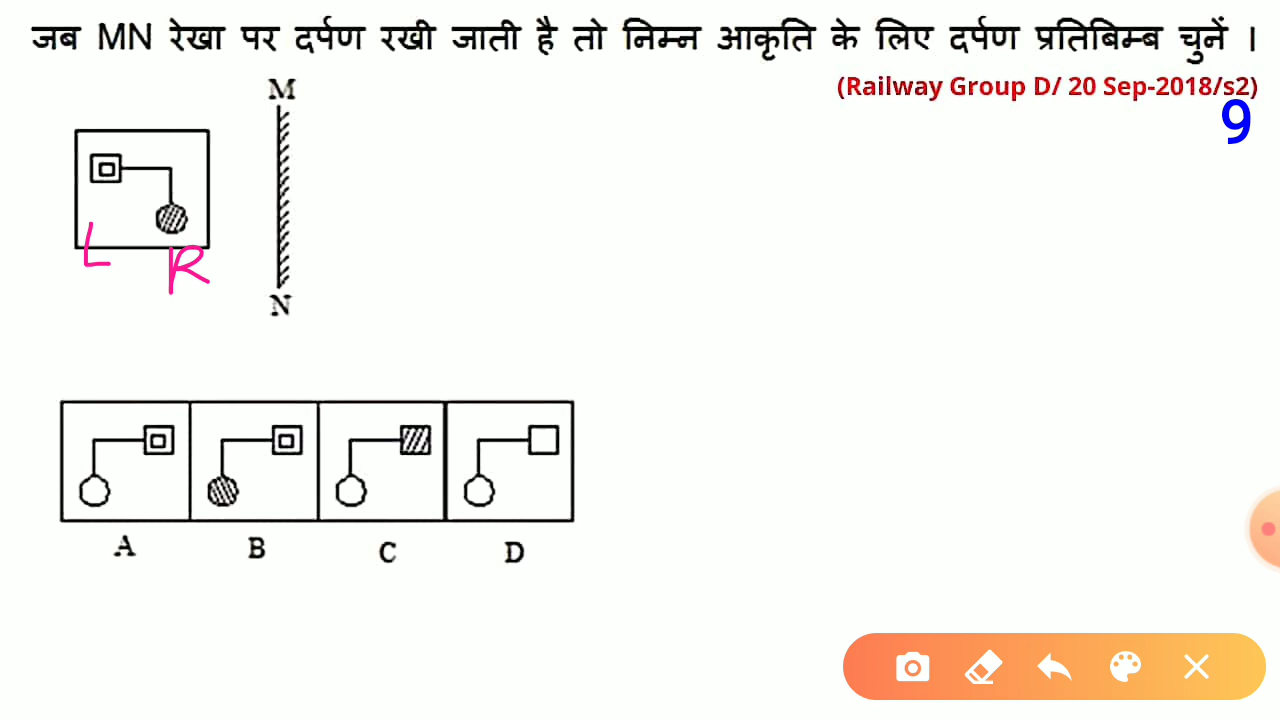 जब MN रेखा पर दर्पण रखी जाती है तो निम्न आकृति के लिए दर्पण प्रतिबिम्ब चुनें ।
(Railway Group D/ 20 Sep-2018/s2)
9
M
L
R
N
A B C D